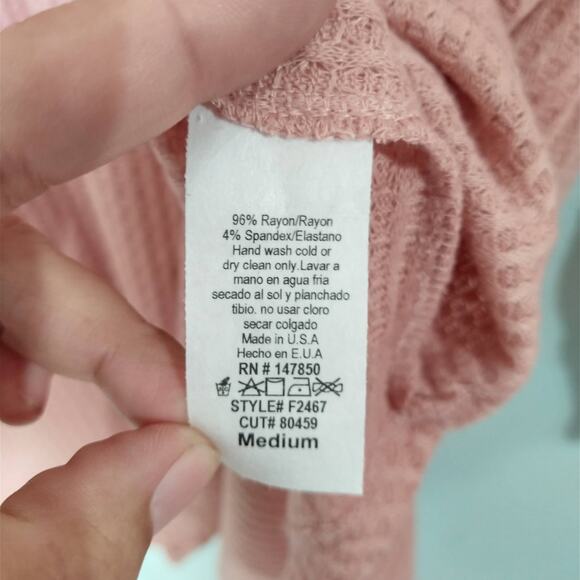 96% Rayon/Rayon
4% Spandex/Elastano
Hand wash cold or
dry clean only.Lavar a
mano en agua fria
secado al sol y planchado
tibio. no usar cloro
secar colgado
Made in U.S.A
Hecho en E.U.A
RN # 147850
STYLE# F2467
CUT# 80459
Medium